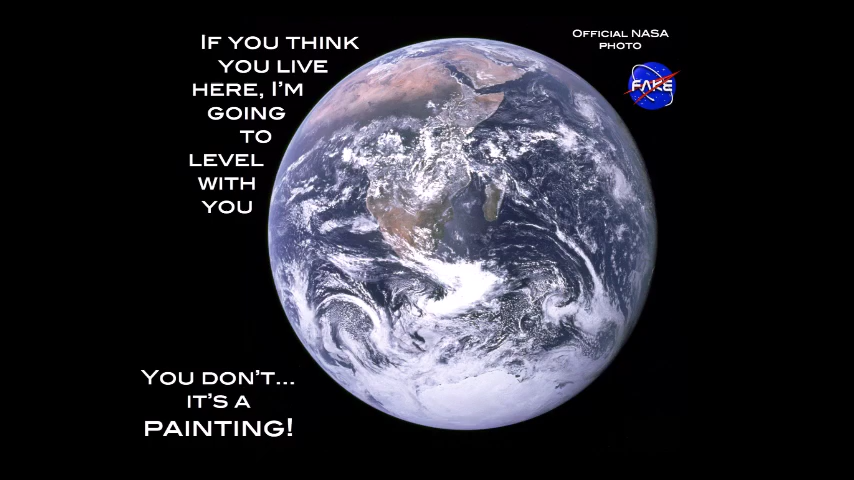 If you think
you live
here, I'm
going
to
level
with
you
Official NASA
photo
FAKE
You don't...
it's a
painting!